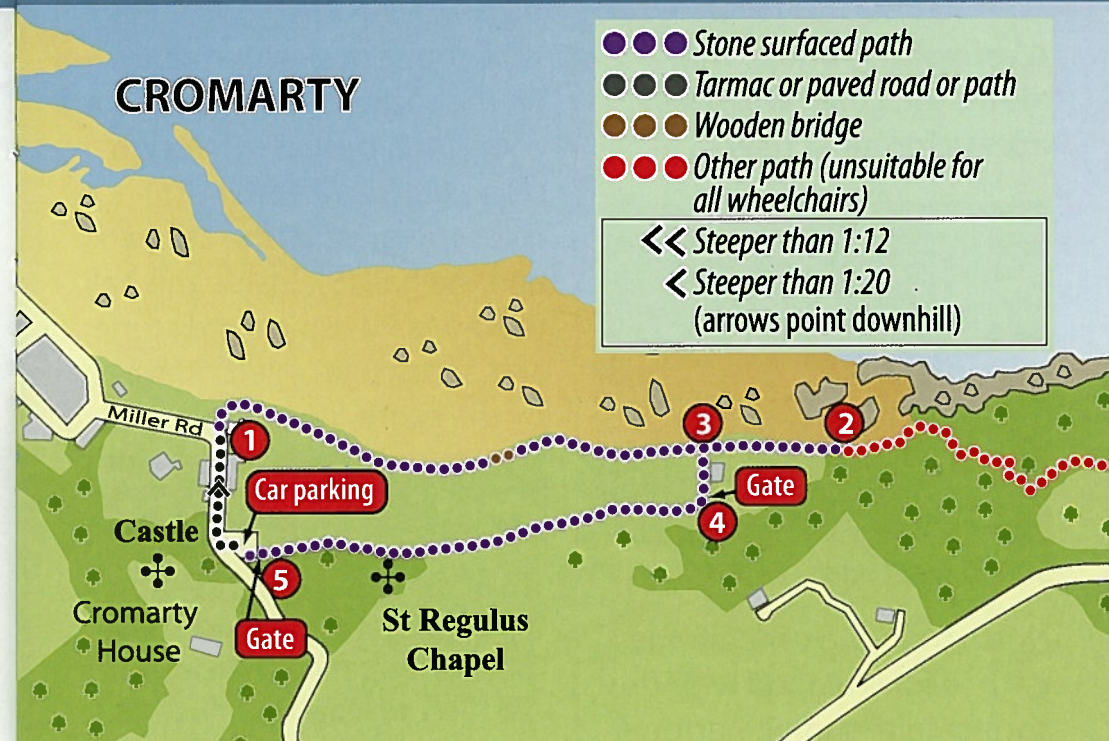 CROMARTY
Stone surfaced path
Tarmac or paved road or path
Wooden bridge
Other path (unsuitable for
all wheelchairs)
<< Steeper than 1:12
< Steeper than 1:20
(arrows point downhill)
Miller Rd
1
3
2
Car parking
Gate
4
Castle
5
Cromarty
House
Gate
St Regulus
Chapel